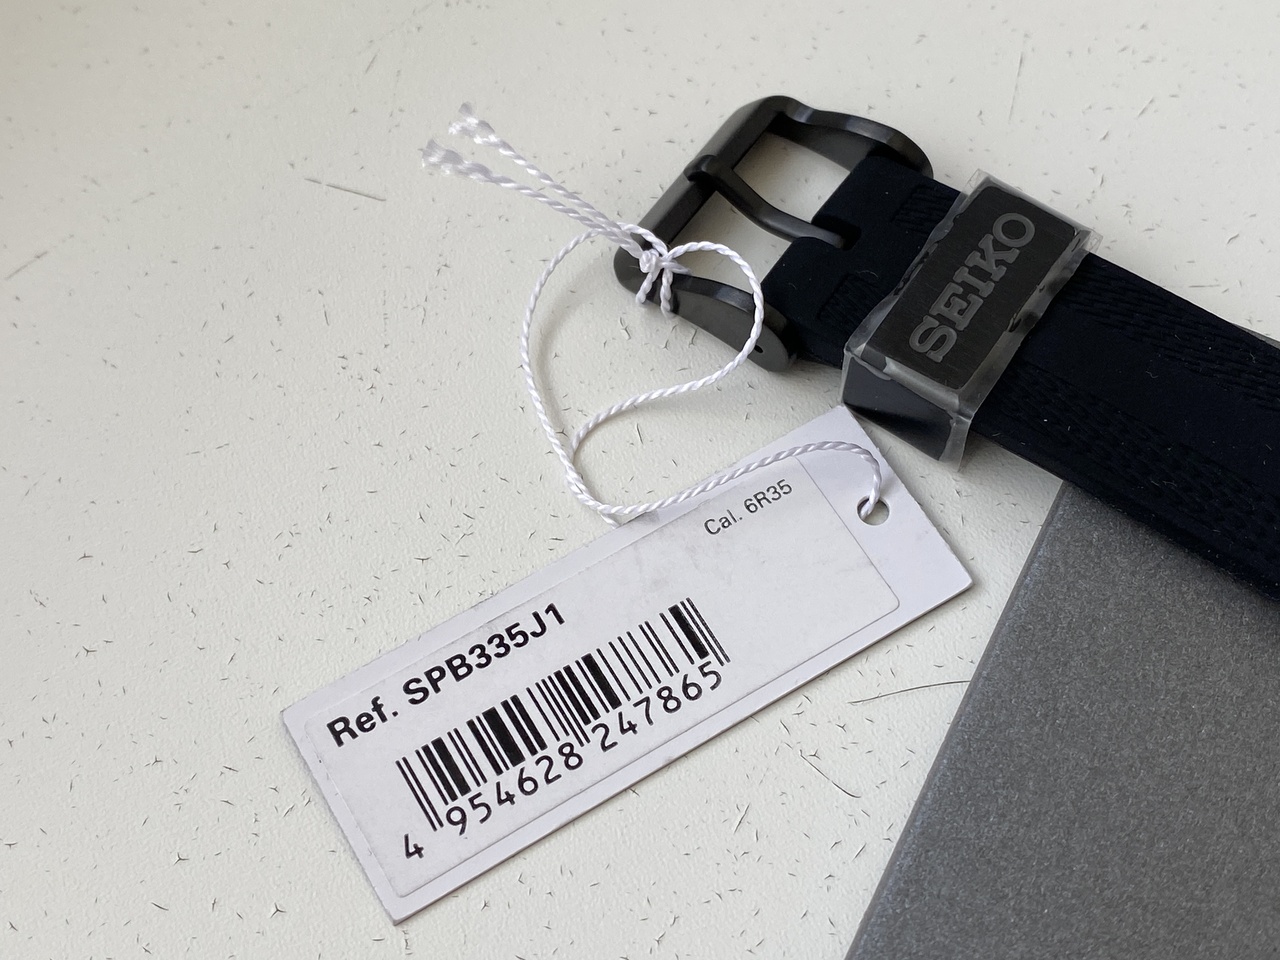 SEIKO
Cal. 6R35
Ref. SPB335J1
4 954628 247865